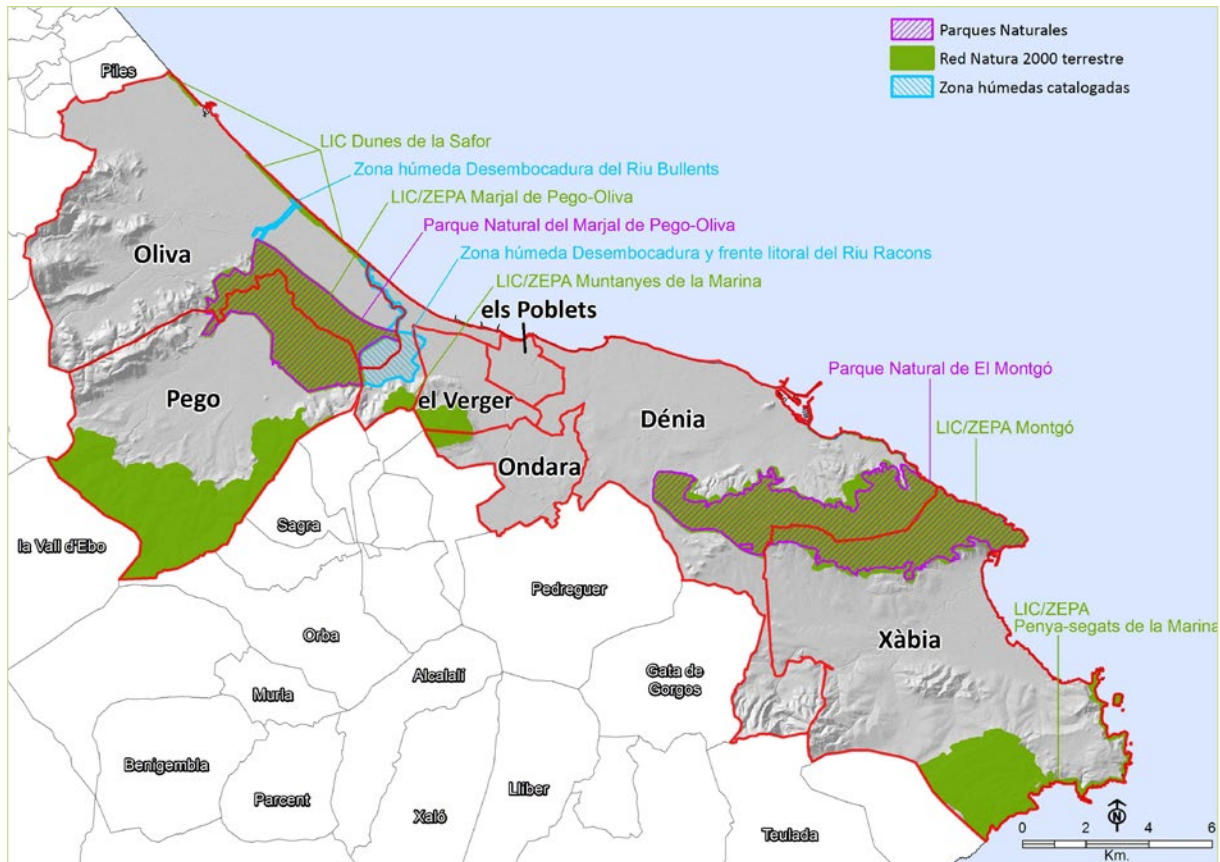 Parques Naturales
Red Natura 2000 terrestre
Zona húmedas catalogadas
Piles
LIC Dunes de la Safor
Zona húmeda Desembocadura del Riu Bullents
LIC/ZEPA Marjal de Pego-Oliva
Parque Natural del Marjal de Pego-Oliva
Zona húmeda Desembocadura y frente litoral del Riu Racons
LIC/ZEPA Muntanyes de la Marina
Oliva
els Poblets
Parque Natural de El Montgó
Pego
el Verger
Dénia
LIC/ZEPA Montgó
Ondara
Sagra
la Vall d'Ebo
Pedreguer
LIC/ZEPA
Penya-segats de la Marina
Orba
Xàbia
Alcalalí
Gata de
Gorgos
Murla
Benigembla
Parcent
Xaló
Llíber
Teulada
N
0 2 4 6
Km.